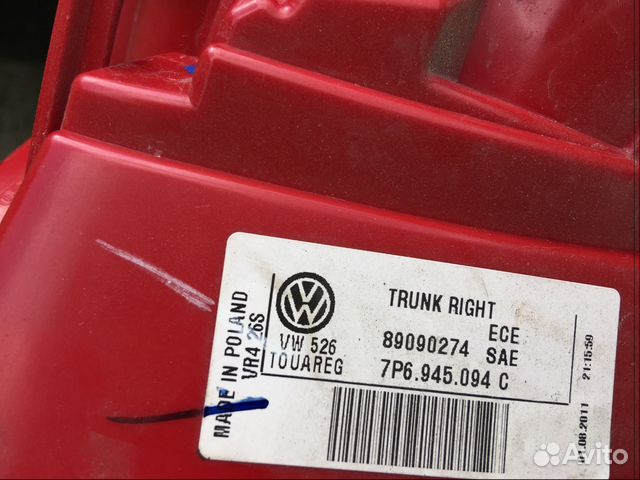 TRUNK RIGHT
ECE
VW 526
89090274 SAE
TOUAREG
7P6.945.094 C
MADE IN POLAND
VR4.26S
01.08.2011 21:15:59
Avito